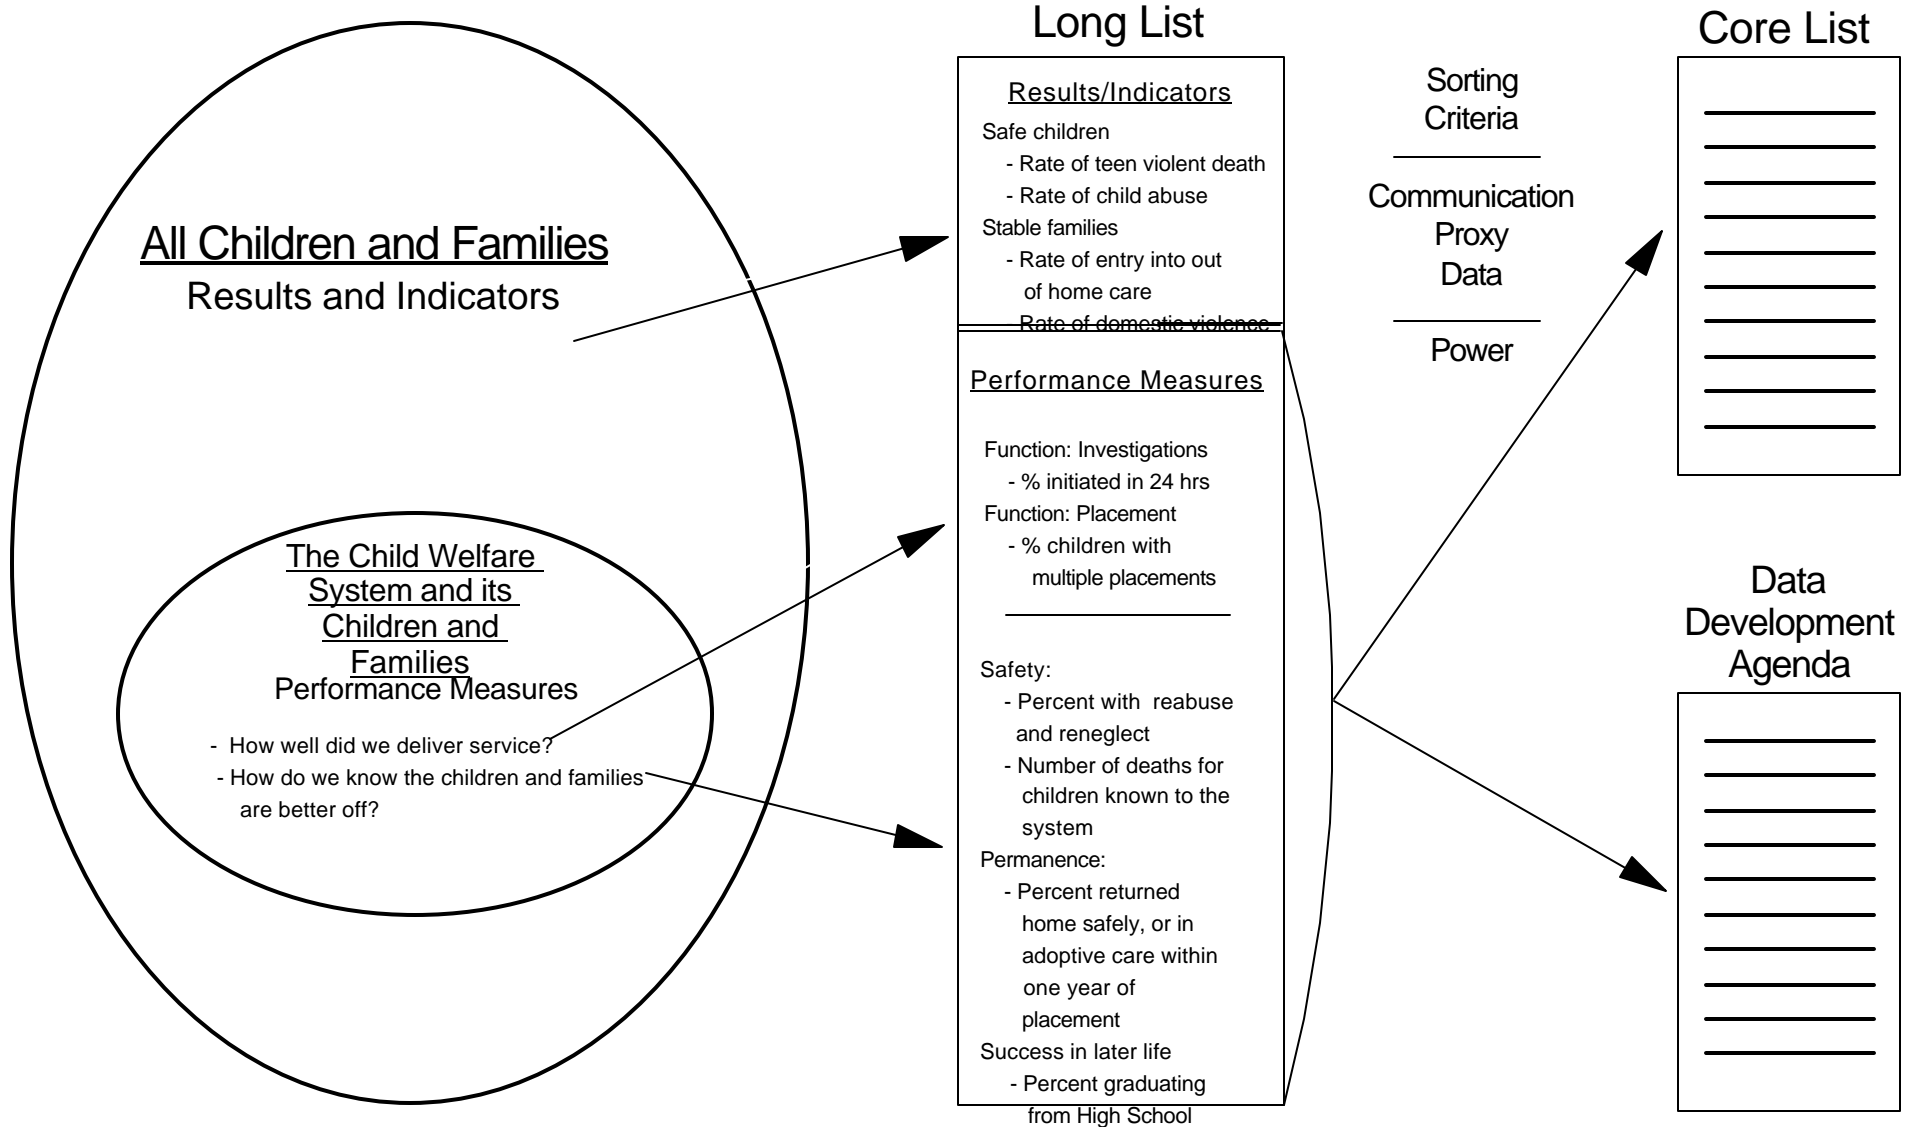 All Children and Families
Results and Indicators
The Child Welfare
System and its
Children and
Families
Performance Measures
- How well did we deliver service?
- How do we know the children and families
are better off?
Long List
Results/Indicators
Safe children
- Rate of teen violent death
- Rate of child abuse
Stable families
- Rate of entry into out
of home care
- Rate of domestic violence
Performance Measures
Function: Investigations
- % initiated in 24 hrs
Function: Placement
- % children with
multiple placements
Safety:
- Percent with reabuse
and reneglect
- Number of deaths for
children known to the
system
Permanence:
- Percent returned
home safely, or in
adoptive care within
one year of
placement
Success in later life
- Percent graduating
from High School
Sorting
Criteria
Communication
Proxy
Data
Power
Core List
Data
Development
Agenda